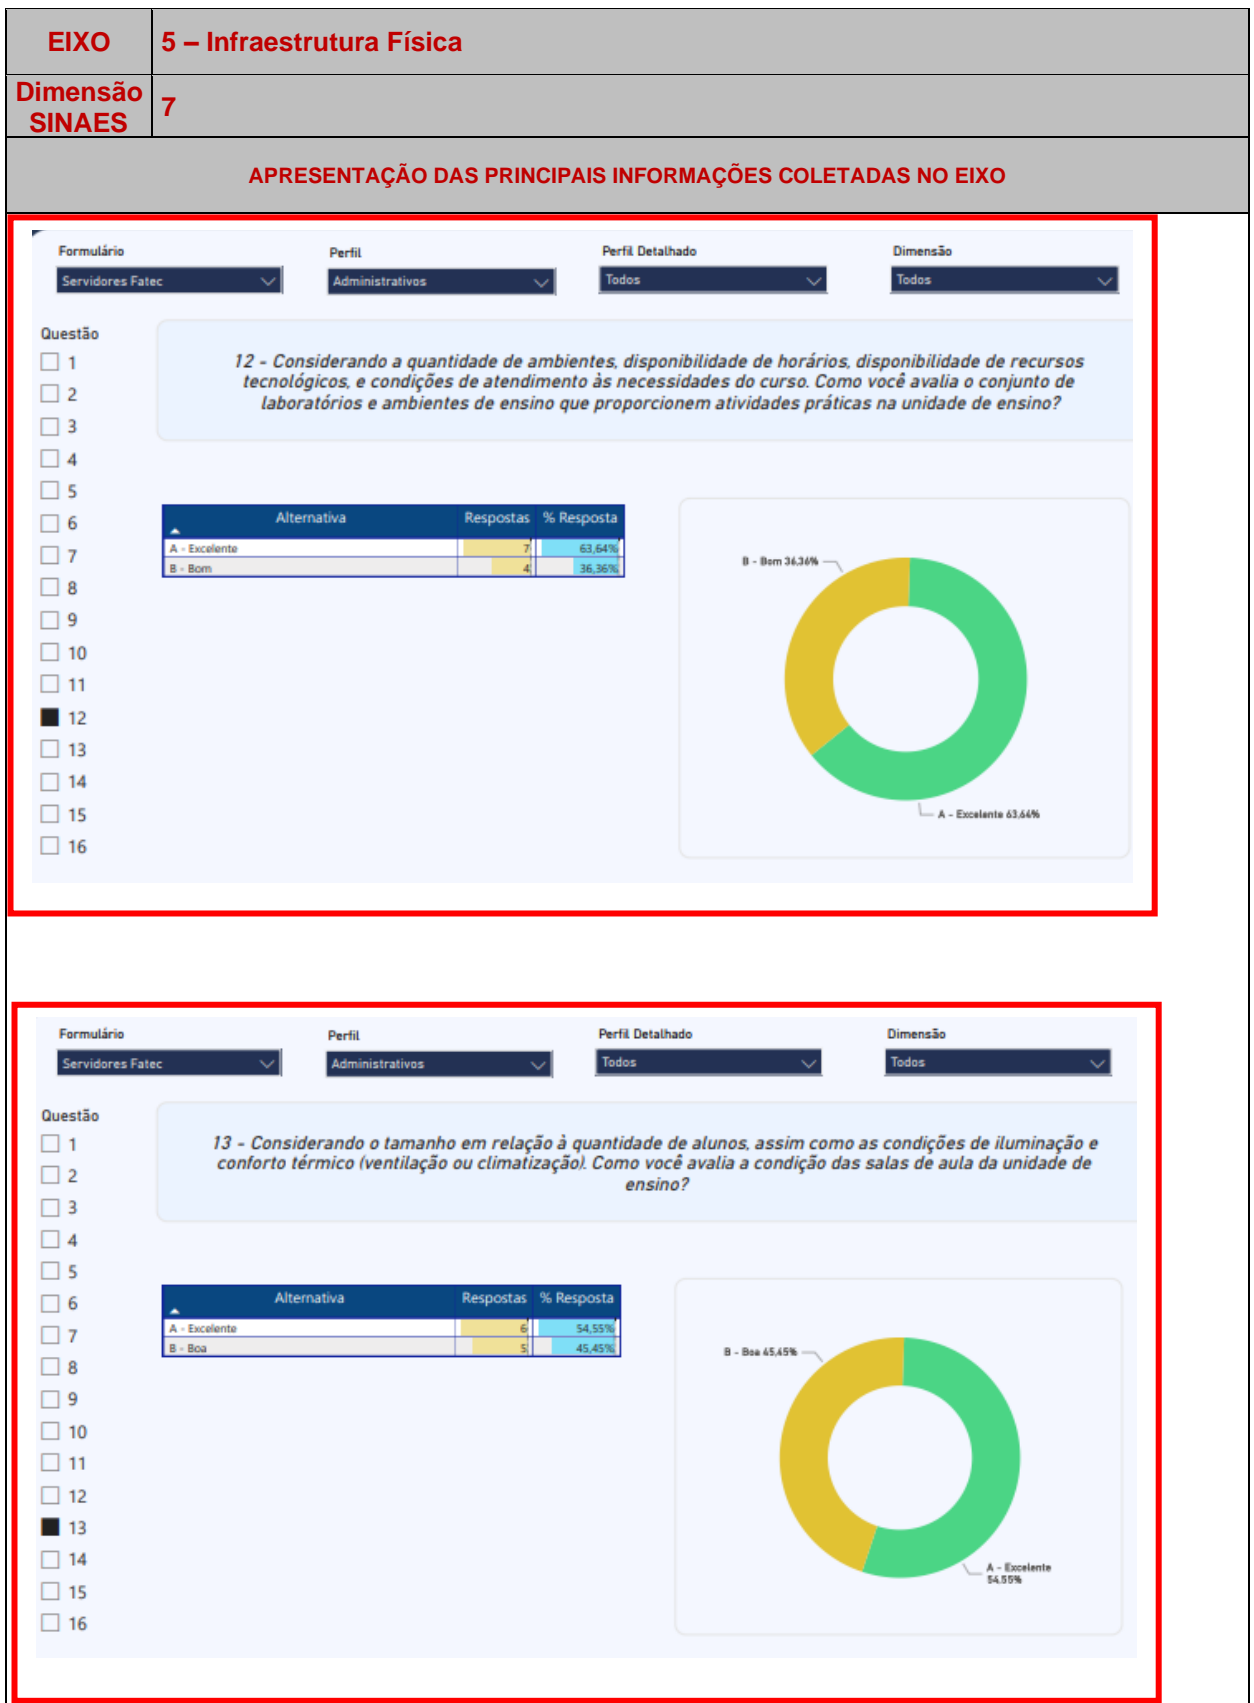 EIXO 5 – Infraestrutura Física
Dimensão
SINAES 7
APRESENTAÇÃO DAS PRINCIPAIS INFORMAÇÕES COLETADAS NO EIXO
Formulário Perfil Perfil Detalhado Dimensão
Servidores Fatec Administrativos Todos Todos
Questão
12 - Considerando a quantidade de ambientes, disponibilidade de horários, disponibilidade de recursos
tecnológicos, e condições de atendimento às necessidades do curso. Como você avalia o conjunto de
laboratórios e ambientes de ensino que proporcionem atividades práticas na unidade de ensino?
1
2
3
4
5
6
7
8
9
10
11
12
13
14
15
16
Alternativa Respostas % Resposta
A - Excelente 7 63,64%
B - Bom 4 36,36%
B - Bom 36,36%
A - Excelente 63,64%
Formulário Perfil Perfil Detalhado Dimensão
Servidores Fatec Administrativos Todos Todos
Questão
13 - Considerando o tamanho em relação à quantidade de alunos, assim como as condições de iluminação e
conforto térmico (ventilação ou climatização). Como você avalia a condição das salas de aula da unidade de
ensino?
1
2
3
4
5
6
7
8
9
10
11
12
13
14
15
16
Alternativa Respostas % Resposta
A - Excelente 6 54,55%
B - Boa 5 45,45%
B - Boa 45,45%
A - Excelente
54,55%